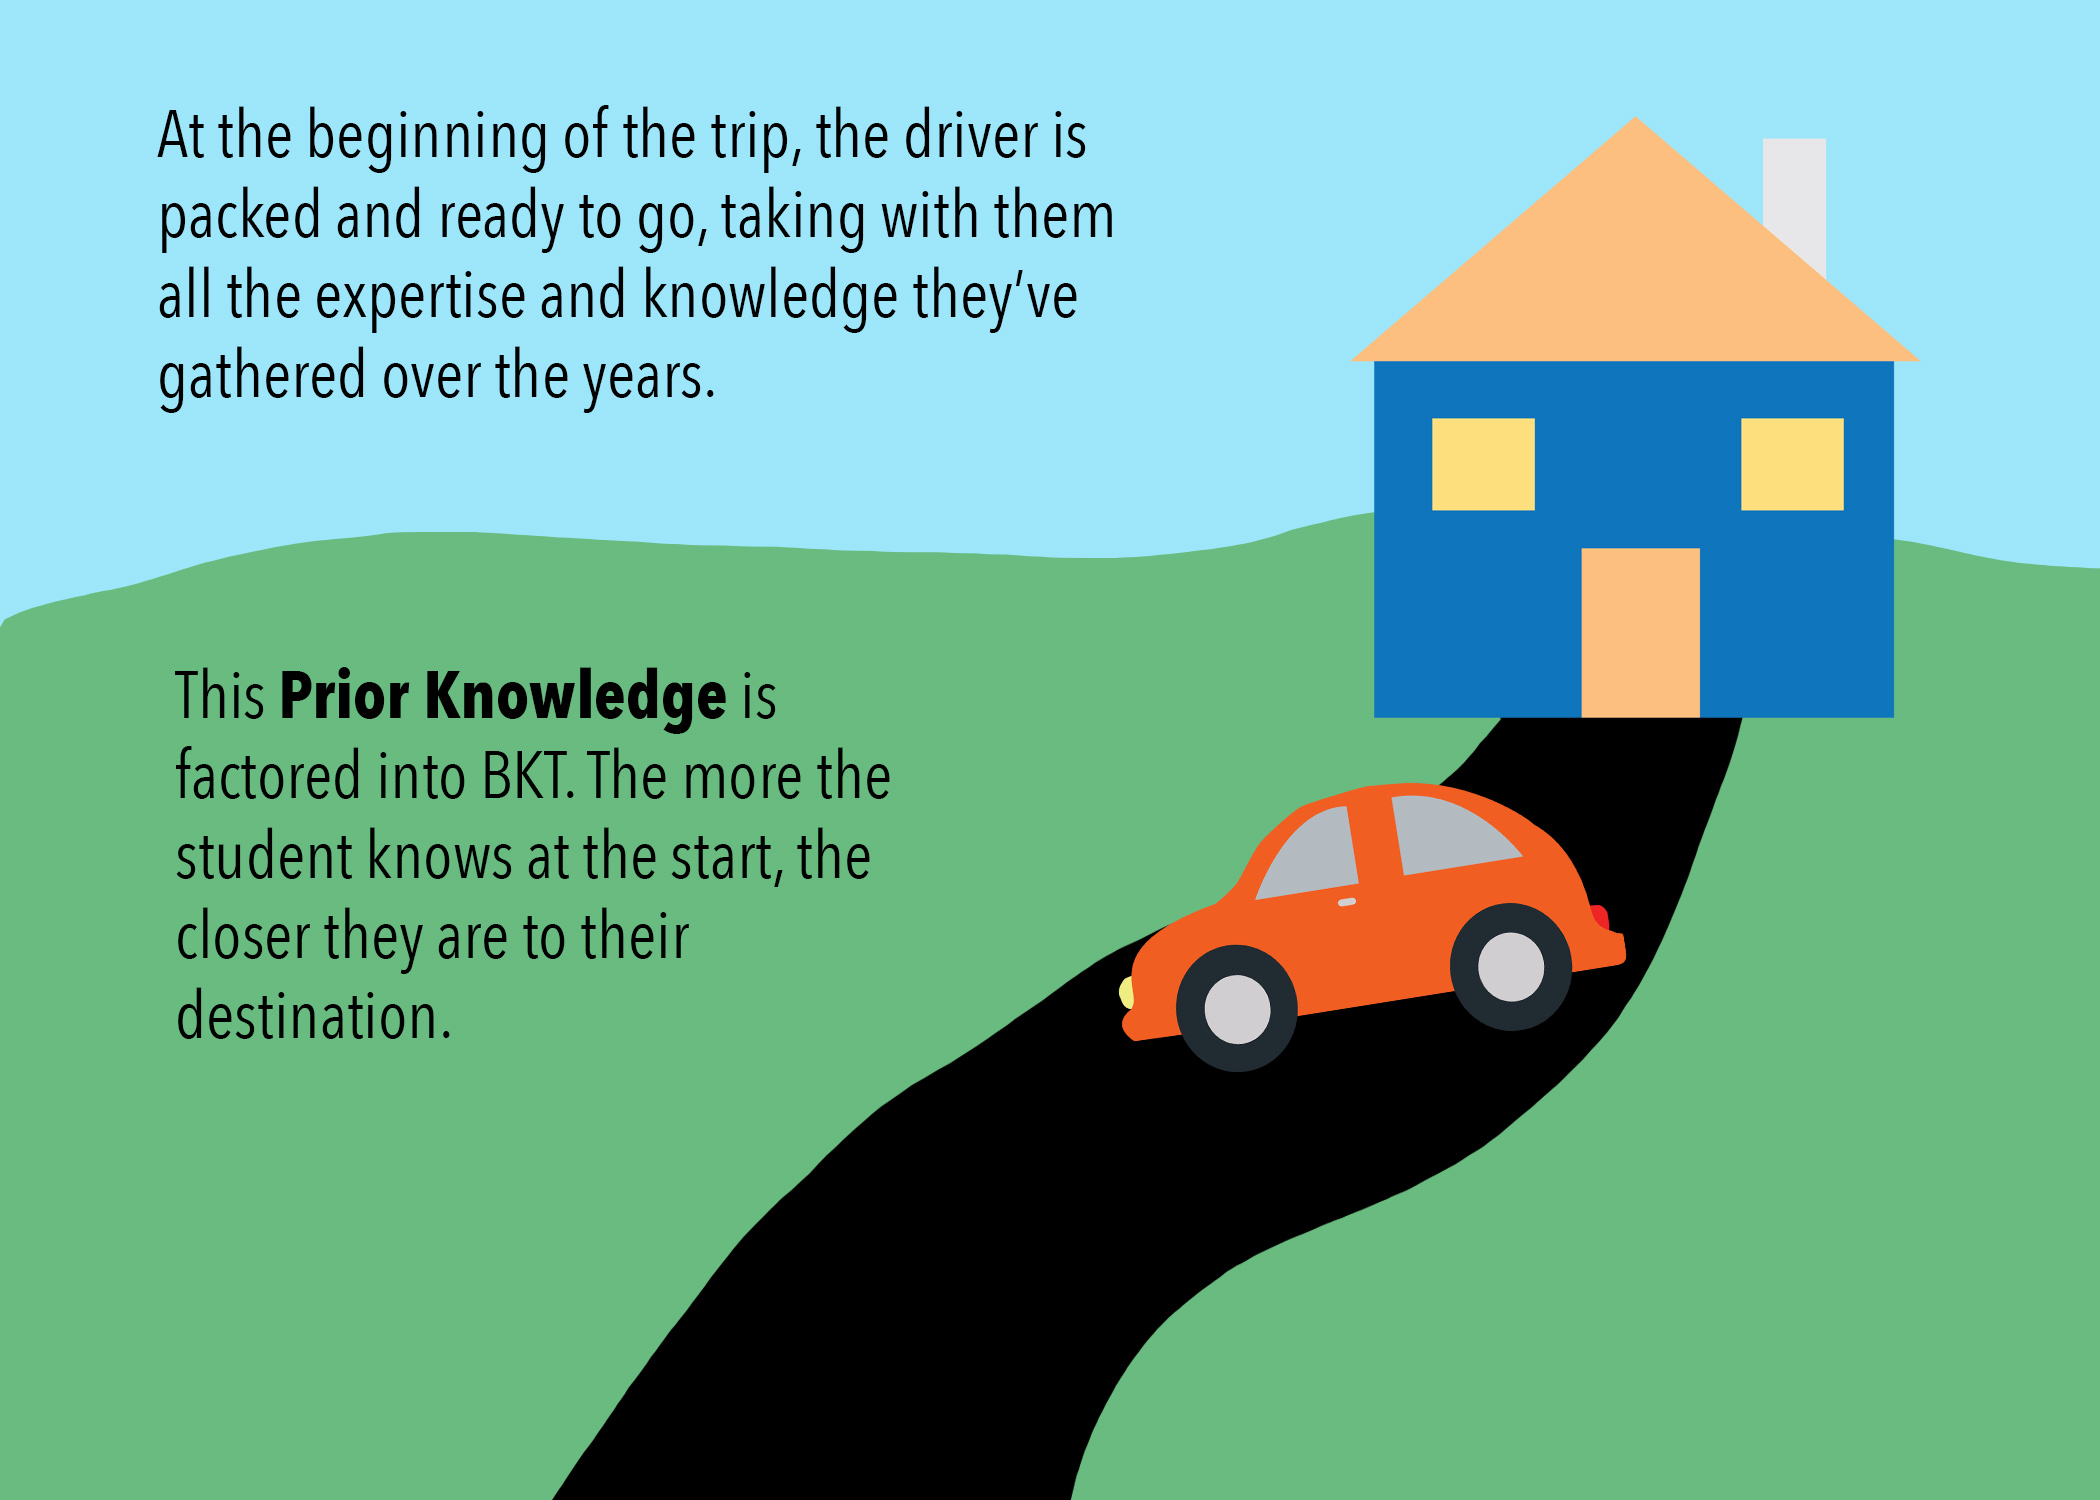 At the beginning of the trip, the driver is
packed and ready to go, taking with them
all the expertise and knowledge they’ve
gathered over the years.
This Prior Knowledge is
factored into BKT. The more the
student knows at the start, the
closer they are to their
destination.